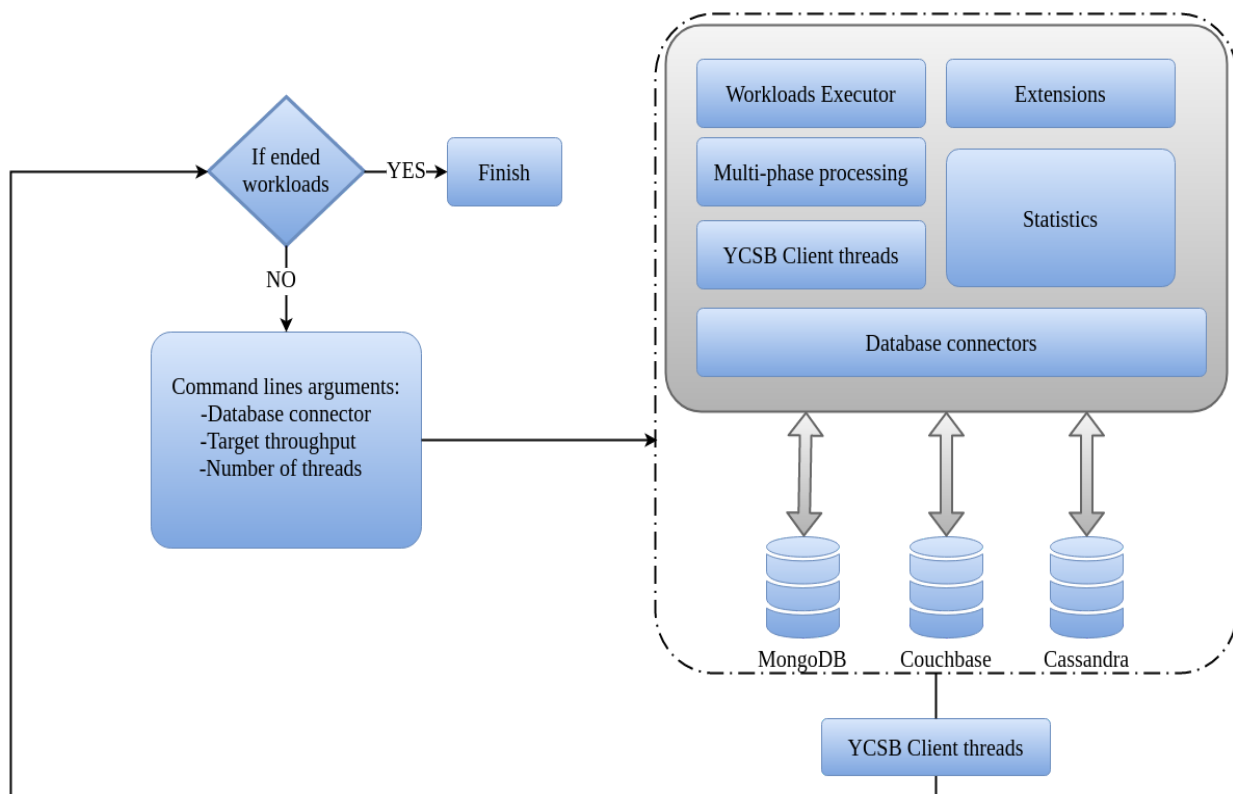 If ended
workloads
YES
Finish
NO
Command lines arguments:
-Database connector
-Target throughput
-Number of threads
Workloads Executor
Extensions
Multi-phase processing
Statistics
YCSB Client threads
Database connectors
MongoDB
Couchbase
Cassandra
YCSB Client threads